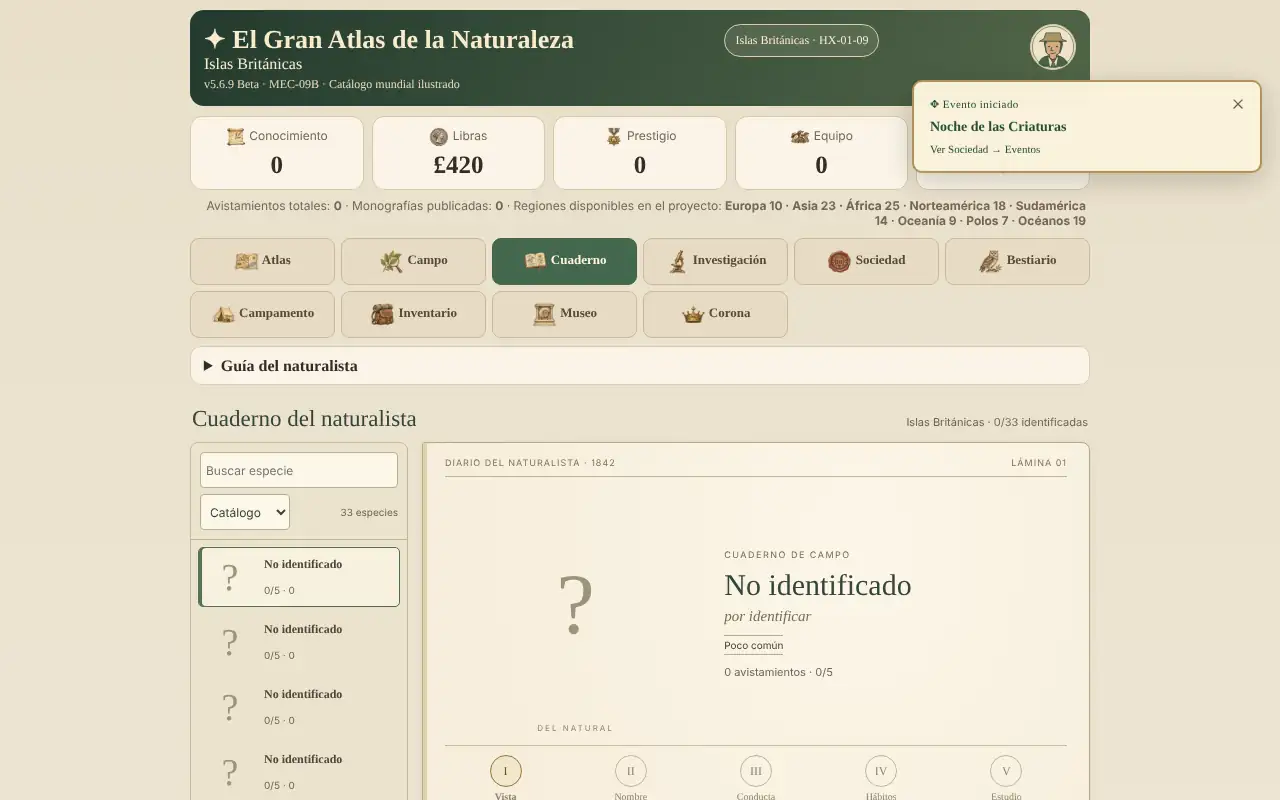 ✦ El Gran Atlas de la Naturaleza
Islas Británicas
v5.6.9 Beta · MEC-09B · Catálogo mundial ilustrado
Islas Británicas · HX-01-09
✥ Evento iniciado
Noche de las Criaturas
Ver Sociedad → Eventos
Conocimiento
0
Libras
£420
Prestigio
0
Equipo
0
Avistamientos totales: 0 · Monografías publicadas: 0 · Regiones disponibles en el proyecto: Europa 10 · Asia 23 · África 25 · Norteamérica 18 · Sudamérica
14 · Oceanía 9 · Polos 7 · Océanos 19
Atlas
Campo
Cuaderno
Investigación
Sociedad
Bestiario
Campamento
Inventario
Museo
Corona
Guía del naturalista
Cuaderno del naturalista
Islas Británicas · 0/33 identificadas
Buscar especie
Catálogo
33 especies
?
No identificado
0/5 · 0
?
No identificado
0/5 · 0
?
No identificado
0/5 · 0
?
No identificado
0/5 · 0
DIARIO DEL NATURALISTA · 1842
LÁMINA 01
?
DEL NATURAL
CUADERNO DE CAMPO
No identificado
por identificar
Poco común
0 avistamientos · 0/5
I
Vista
II
Nombre
III
Conducta
IV
Hábitos
V
Estudio